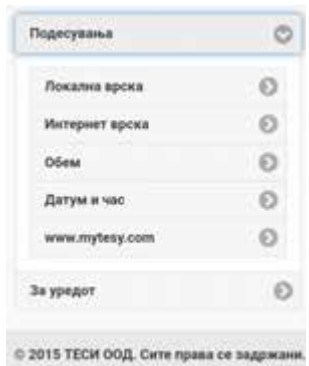 Подесувања
Локална врска
Интернет врска
Обем
Датум и час
www.mytesy.com
За уредот
© 2015 ТЕСИ ООД. Сите права се задржани.